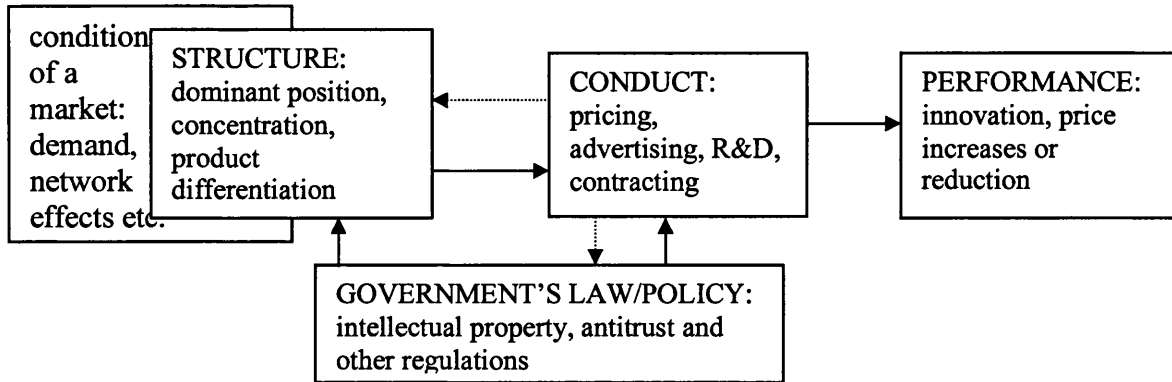 condition
of a
market:
demand,
network
effects etc.
STRUCTURE:
dominant position,
concentration,
product
differentiation
CONDUCT:
pricing,
advertising, R&D,
contracting
PERFORMANCE:
innovation, price
increases or
reduction
GOVERNMENT'S LAW/POLICY:
intellectual property, antitrust and
other regulations